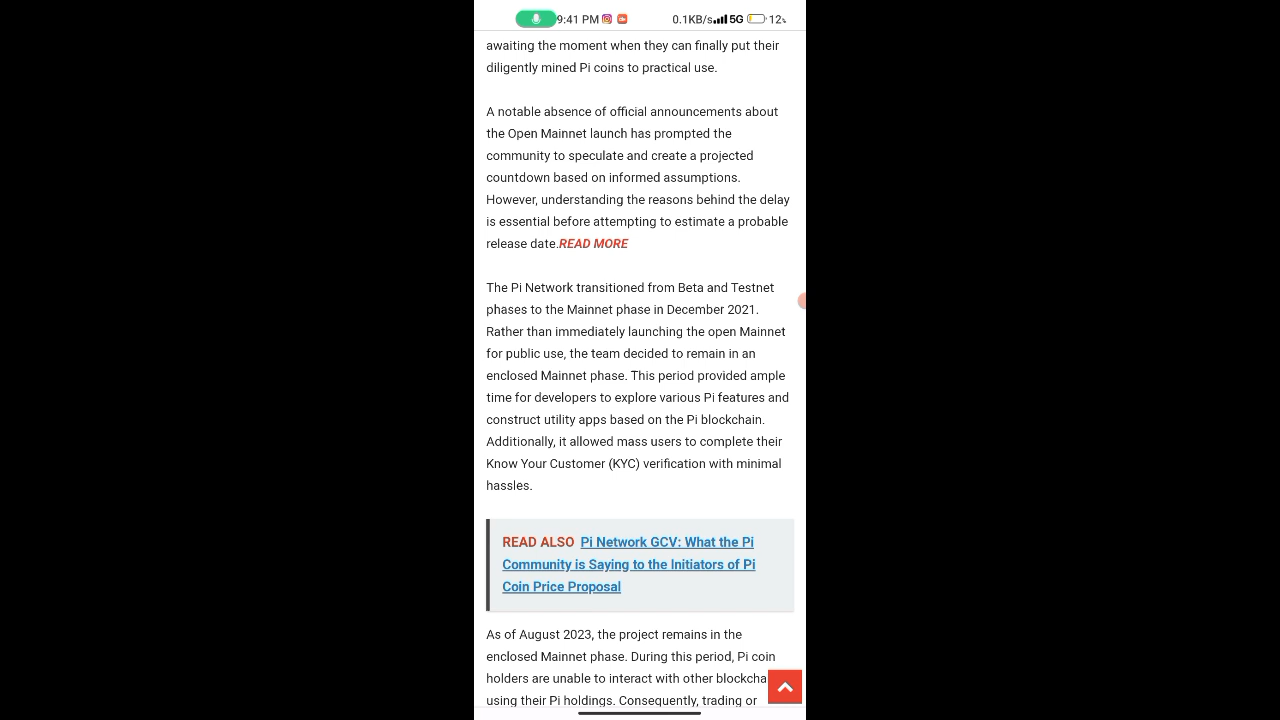 9:41 PM 0.1KB/s 5G 12%
awaiting the moment when they can finally put their
diligently mined Pi coins to practical use.
A notable absence of official announcements about
the Open Mainnet launch has prompted the
community to speculate and create a projected
countdown based on informed assumptions.
However, understanding the reasons behind the delay
is essential before attempting to estimate a probable
release date.READ MORE
The Pi Network transitioned from Beta and Testnet
phases to the Mainnet phase in December 2021.
Rather than immediately launching the open Mainnet
for public use, the team decided to remain in an
enclosed Mainnet phase. This period provided ample
time for developers to explore various Pi features and
construct utility apps based on the Pi blockchain.
Additionally, it allowed mass users to complete their
Know Your Customer (KYC) verification with minimal
hassles.
READ ALSO Pi Network GCV: What the Pi
Community is Saying to the Initiators of Pi
Coin Price Proposal
As of August 2023, the project remains in the
enclosed Mainnet phase. During this period, Pi coin
holders are unable to interact with other blockcha
using their Pi holdings. Consequently, trading or